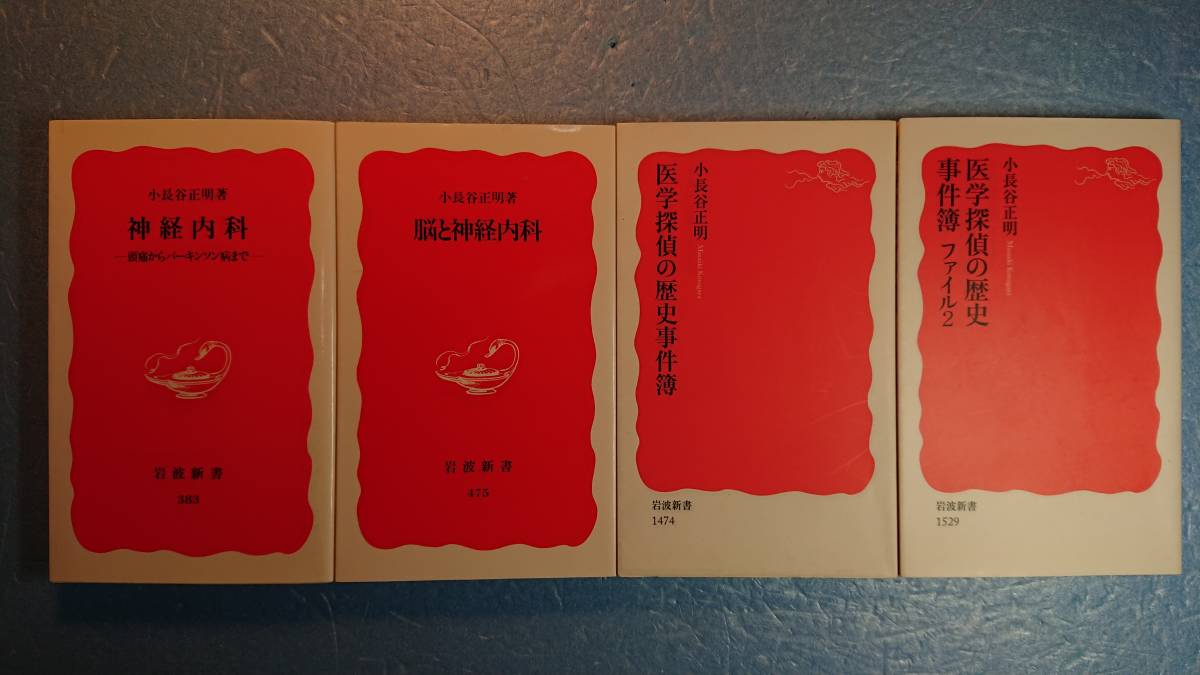 小長谷正明著
神経内科
―頭痛からパーキンソン病まで―
岩波新書
383
小長谷正明著
脳と神経内科
岩波新書
475
小長谷正明
Masaaki Konagaya
医学探偵の歴史事件簿
岩波新書
1474
小長谷正明
Masaaki Konagaya
医学探偵の歴史
事件簿 ファイル2
岩波新書
1529